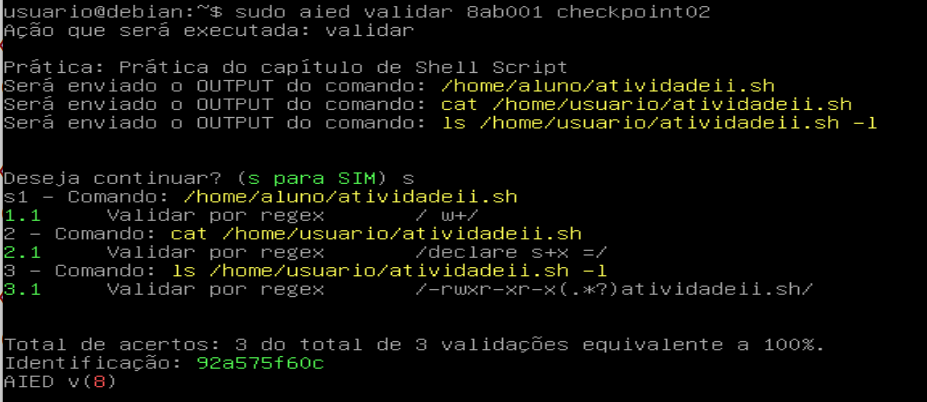 usuario@debian:~$ sudo aied validar 8ab001 checkpoint02
Ação que será executada: validar
Prática: Prática do capítulo de Shell Script
Será enviado o OUTPUT do comando: /home/aluno/atividadeii.sh
Será enviado o OUTPUT do comando: cat /home/usuario/atividadeii.sh
Será enviado o OUTPUT do comando: ls /home/usuario/atividadeii.sh -l
Deseja continuar? (s para SIM) s
s1 - Comando: /home/aluno/atividadeii.sh
1.1 Validar por regex / w+/
2 - Comando: cat /home/usuario/atividadeii.sh
2.1 Validar por regex /declare s+x =/
3 - Comando: ls /home/usuario/atividadeii.sh -l
3.1 Validar por regex /-rwxr-xr-x(.*?)atividadeii.sh/
Total de acertos: 3 do total de 3 validações equivalente a 100%.
Identificação: 92a575f60c
AIED v(8)